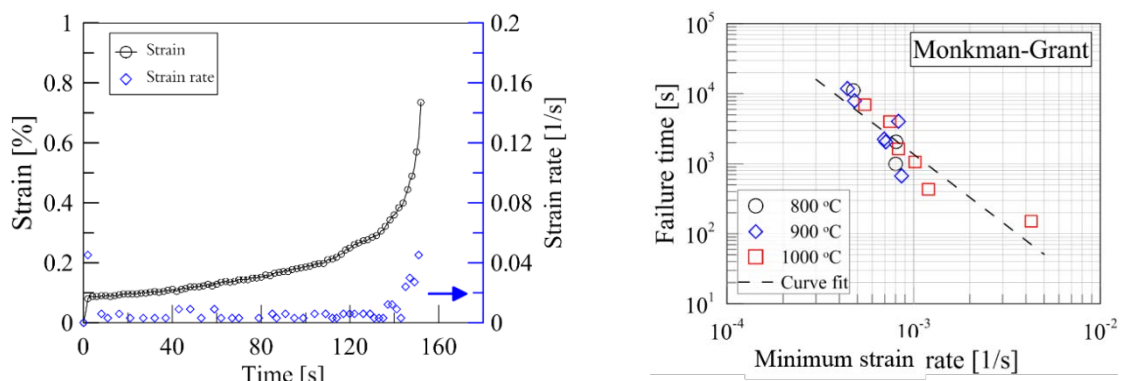 1
0.8
0.6
0.4
0.2
0
Strain [%]
Strain
Strain rate
0 40 80 120 160
Time [s]
0.2
0.16
0.12
0.08
0.04
0
Strain rate [1/s]
Monkman-Grant
10^5
10^4
10^3
10^2
10^1
Failure time [s]
800 °C
900 °C
1000 °C
Curve fit
10^-4 10^-3 10^-2
Minimum strain rate [1/s]